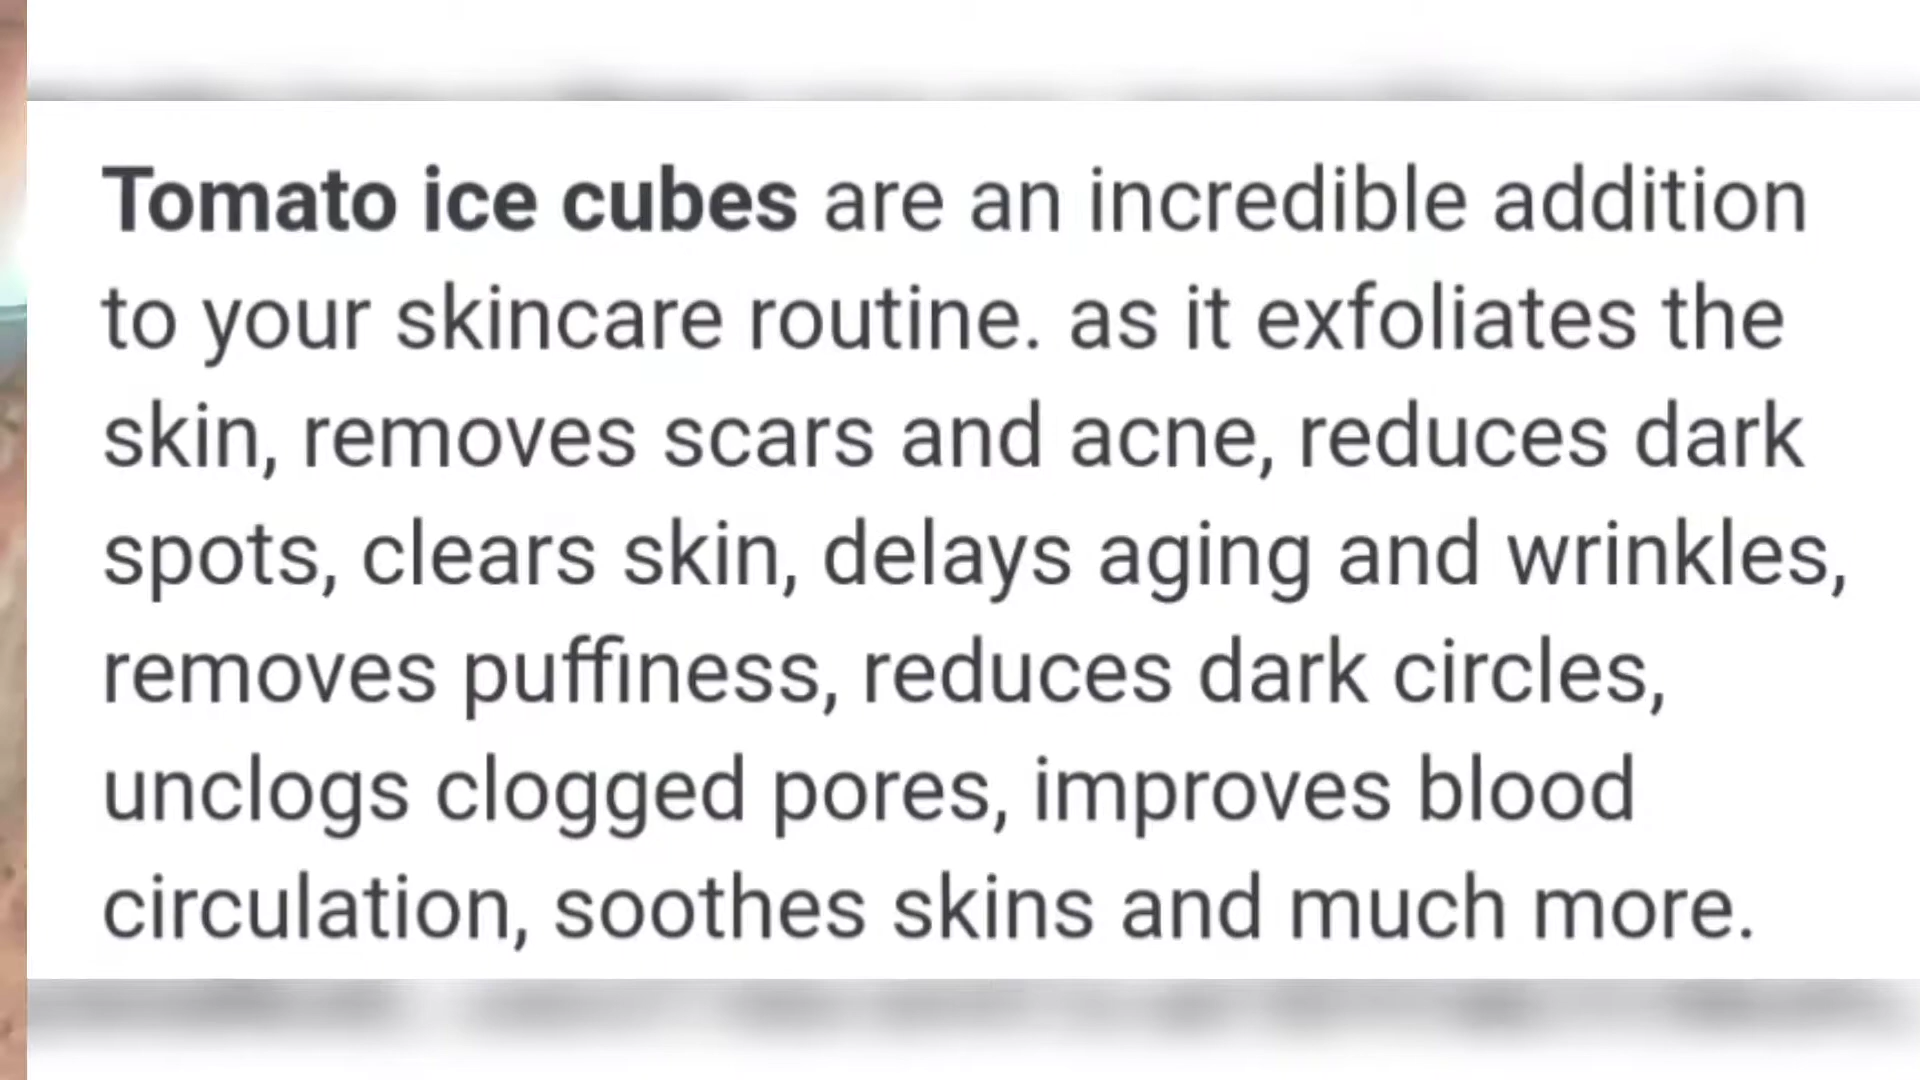 Tomato ice cubes are an incredible addition
to your skincare routine. as it exfoliates the
skin, removes scars and acne, reduces dark
spots, clears skin, delays aging and wrinkles,
removes puffiness, reduces dark circles,
unclogs clogged pores, improves blood
circulation, soothes skins and much more.